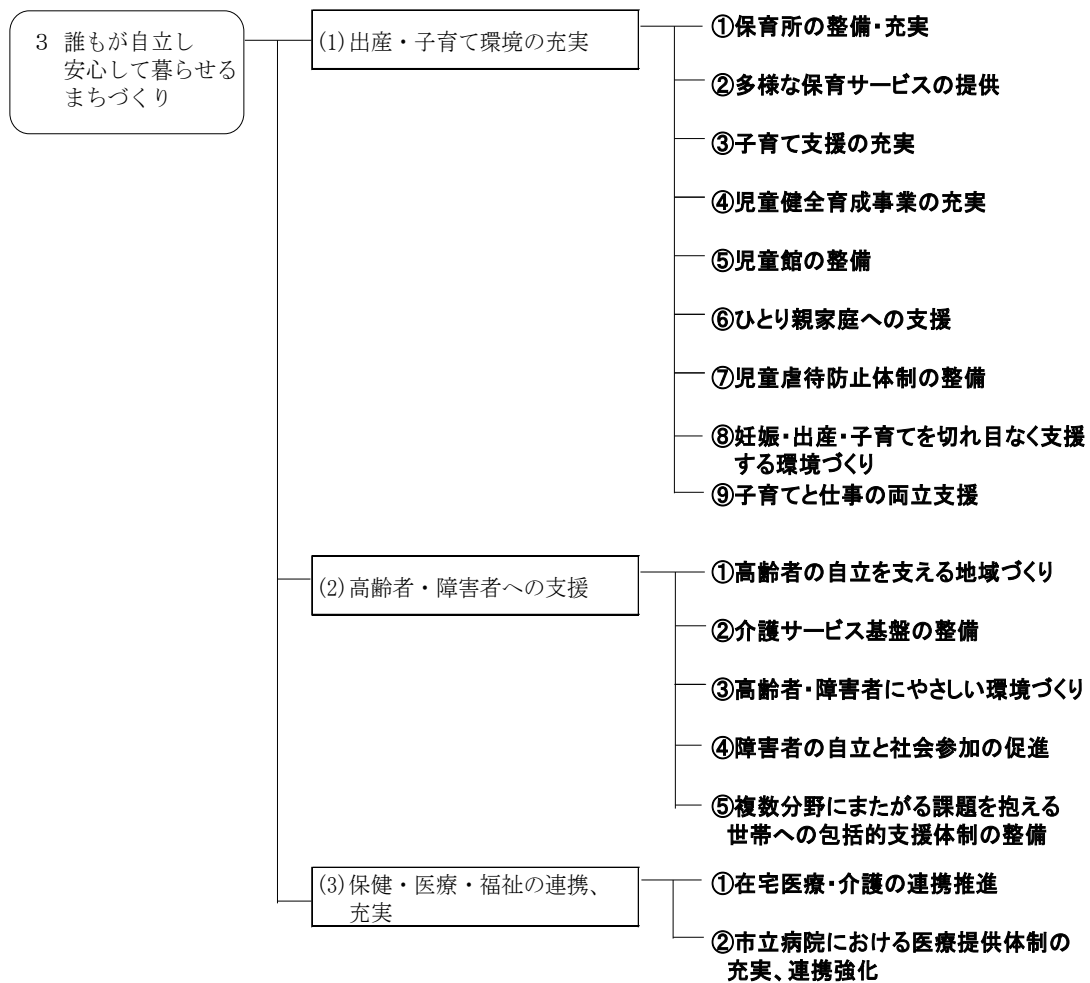 3 誰もが自立し
安心して暮らせる
まちづくり
(1)出産・子育て環境の充実
①保育所の整備・充実
②多様な保育サービスの提供
③子育て支援の充実
④児童健全育成事業の充実
⑤児童館の整備
⑥ひとり親家庭への支援
⑦児童虐待防止体制の整備
⑧妊娠・出産・子育てを切れ目なく支援
する環境づくり
⑨子育てと仕事の両立支援
(2)高齢者・障害者への支援
①高齢者の自立を支える地域づくり
②介護サービス基盤の整備
③高齢者・障害者にやさしい環境づくり
④障害者の自立と社会参加の促進
⑤複数分野にまたがる課題を抱える
世帯への包括的支援体制の整備
(3)保健・医療・福祉の連携、
充実
①在宅医療・介護の連携推進
②市立病院における医療提供体制の
充実、連携強化